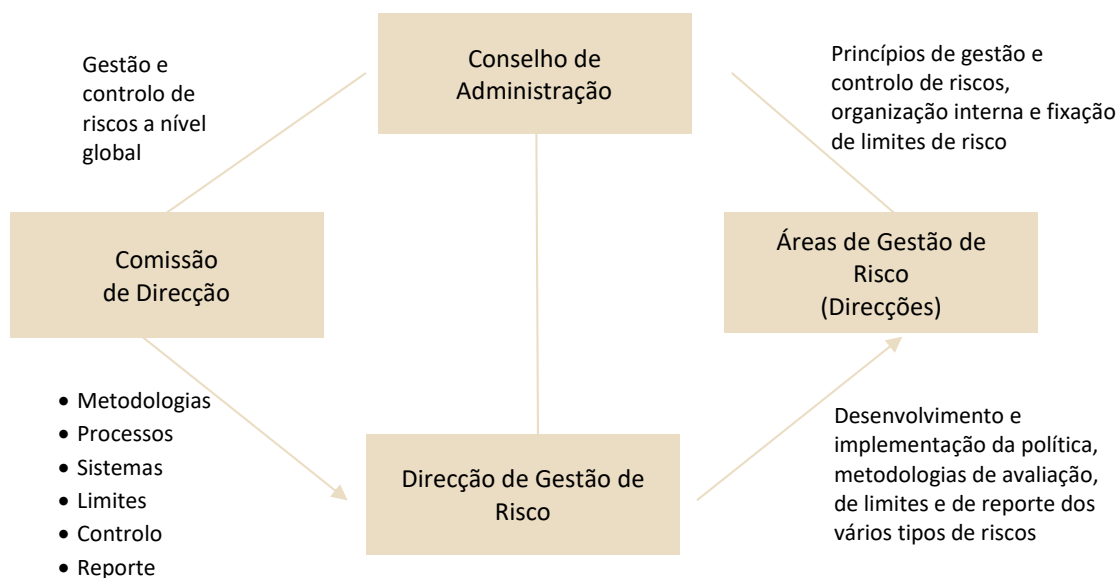 Gestão e
controlo de
riscos a nível
global
Conselho de
Administração
Princípios de gestão e
controlo de riscos,
organização interna e fixação
de limites de risco
Comissão
de Direcção
Áreas de Gestão de
Risco
(Direcções)
• Metodologias
• Processos
• Sistemas
• Limites
• Controlo
• Reporte
Direcção de Gestão de
Risco
Desenvolvimento e
implementação da política,
metodologias de avaliação,
de limites e de reporte dos
vários tipos de riscos